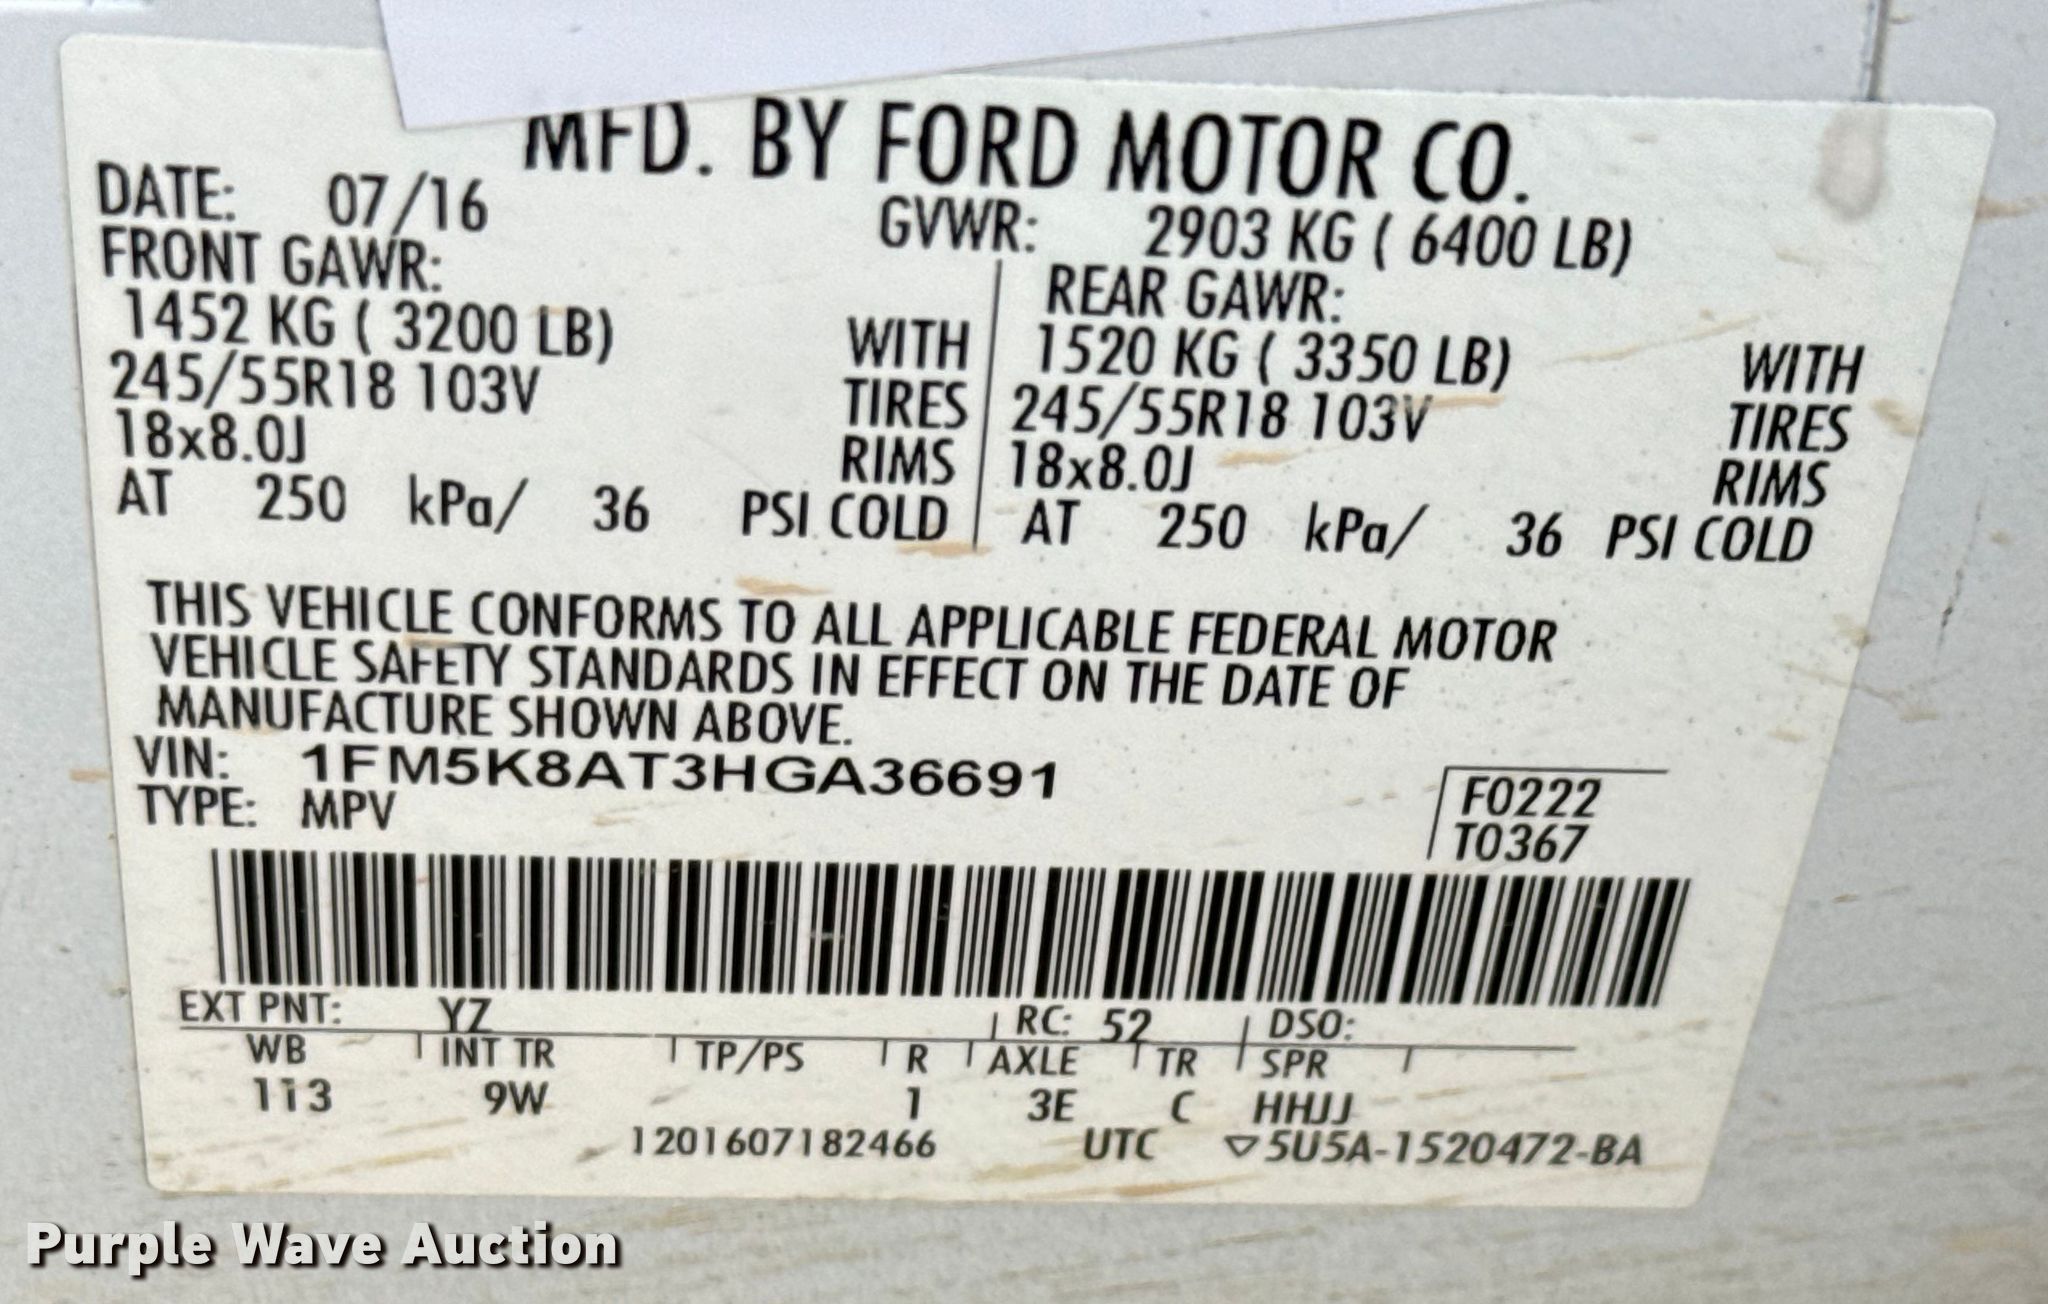 MFD. BY FORD MOTOR CO.
DATE: 07/16 GVWR: 2903 KG ( 6400 LB)
FRONT GAWR: REAR GAWR:
1452 KG ( 3200 LB) WITH 1520 KG ( 3350 LB) WITH
245/55R18 103V TIRES 245/55R18 103V TIRES
18x8.0J RIMS 18x8.0J RIMS
AT 250 kPa/ 36 PSI COLD AT 250 kPa/ 36 PSI COLD
THIS VEHICLE CONFORMS TO ALL APPLICABLE FEDERAL MOTOR
VEHICLE SAFETY STANDARDS IN EFFECT ON THE DATE OF
MANUFACTURE SHOWN ABOVE.
VIN: 1FM5K8AT3HGA36691
TYPE: MPV
F0222
T0367
EXT PNT: YZ RC: 52 DSO:
WB INT TR TP/PS R AXLE TR SPR
113 9W 1 3E C HHJJ
1201607182466 UTC ▽5U5A-1520472-BA
Purple Wave Auction